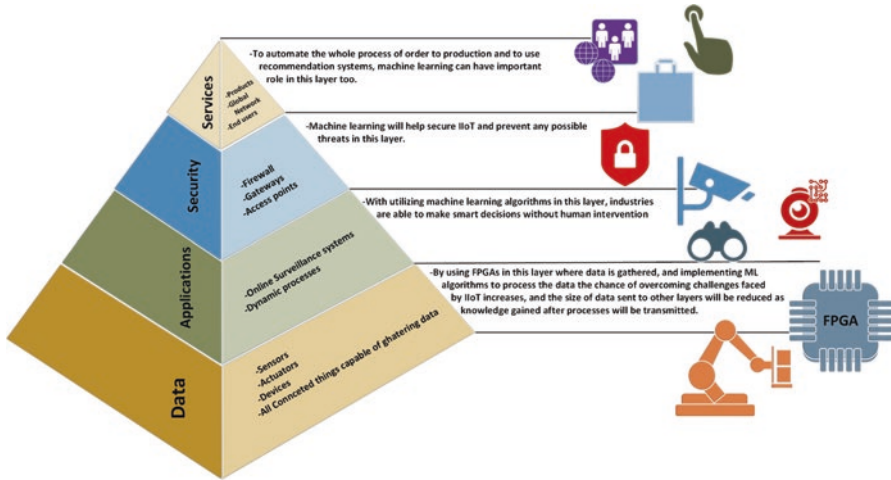 -To automate the whole process of order to production and to use
recommendation systems, machine learning can have important
role in this layer too.
Services
-Products
-Global
Network
-End users
-Machine learning will help secure IIoT and prevent any possible
threats in this layer.
Security
-Firewall
-Gateways
-Access points
-With utilizing machine learning algorithms in this layer, industries
are able to make smart decisions without human intervention
Applications
-Online Surveillance systems
-Dynamic processes
-By using FPGAs in this layer where data is gathered, and implementing ML
algorithms to process the data the chance of overcoming challenges faced
by IIoT increases, and the size of data sent to other layers will be reduced as
knowledge gained after processes will be transmitted.
FPGA
Data
-Sensors
-Actuators
-Devices
-All Connceted things capable of ghatering data